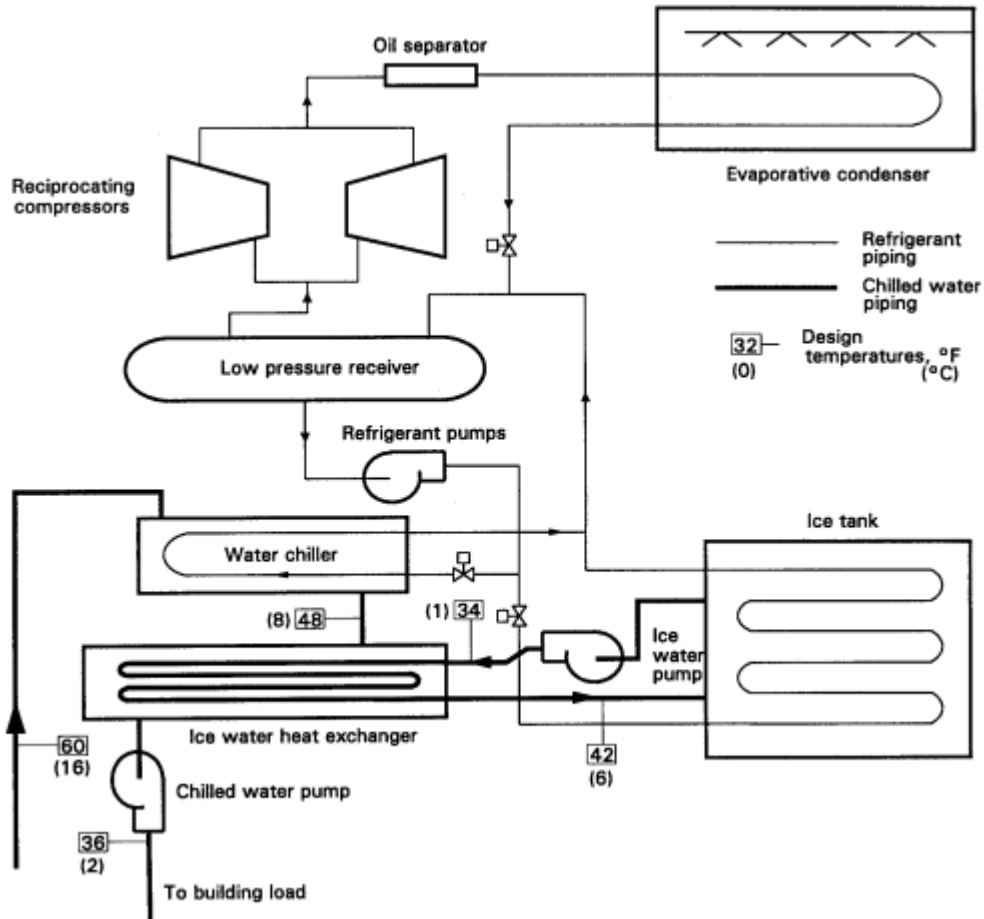 Oil separator
Evaporative condenser
Reciprocating
compressors
Refrigerant
piping
Chilled water
piping
32
(0)
Design
temperatures, °F
(°C)
Low pressure receiver
Refrigerant pumps
Ice tank
Water chiller
(8) 48
(1) 34
Ice
water
pump
Ice water heat exchanger
60
(16)
42
(6)
Chilled water pump
36
(2)
To building load